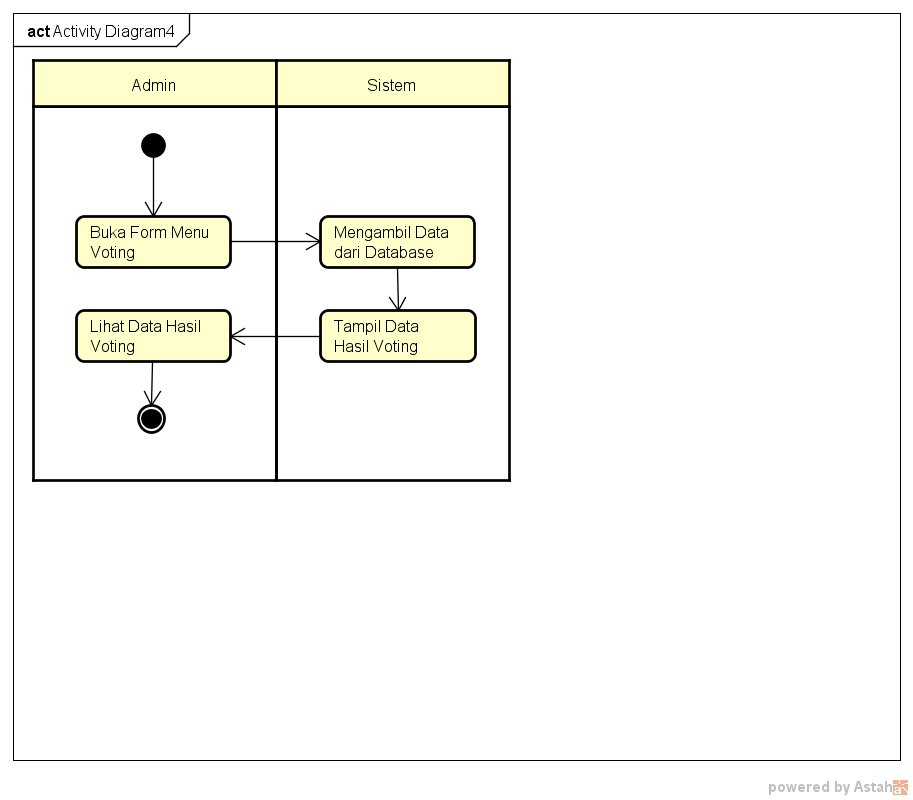 act Activity Diagram4
Admin
Sistem
Buka Form Menu
Voting
Mengambil Data
dari Database
Lihat Data Hasil
Voting
Tampil Data
Hasil Voting
powered by Astah